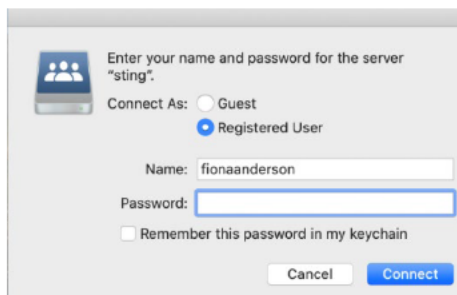 Enter your name and password for the server
“sting”.
Connect As: Guest
Registered User
Name: fionaanderson
Password:
Remember this password in my keychain
Cancel Connect